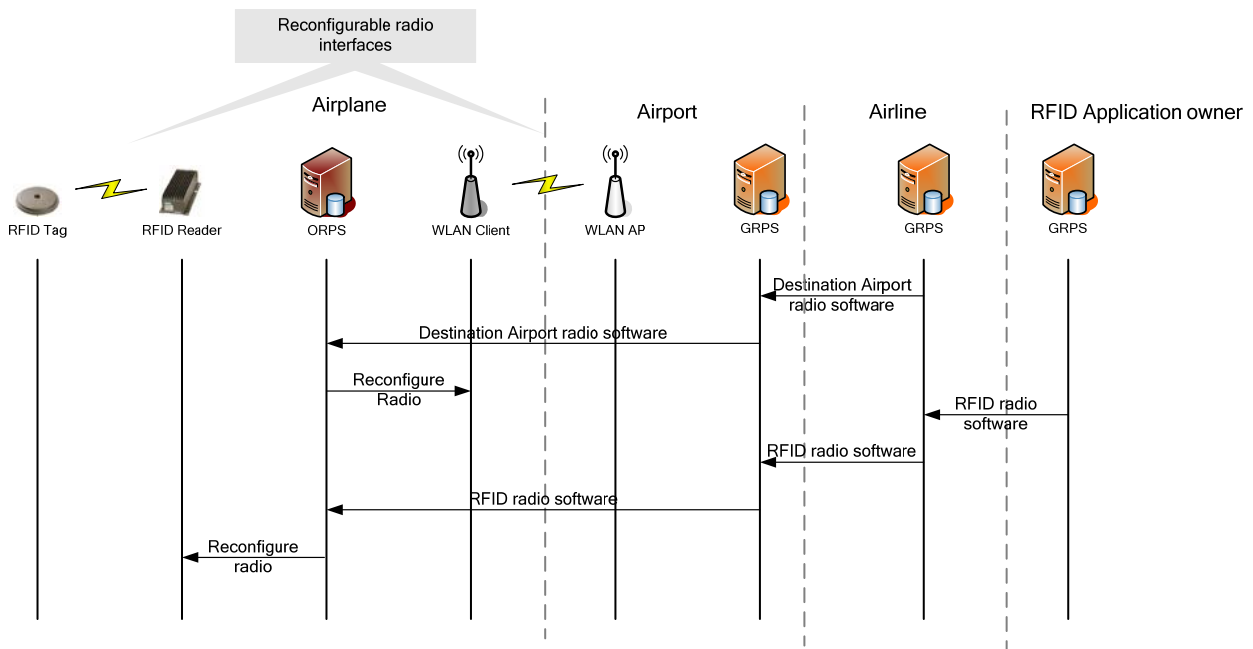 Reconfigurable radio
interfaces
Airplane
Airport
Airline
RFID Application owner
RFID Tag
RFID Reader
ORPS
WLAN Client
WLAN AP
GRPS
GRPS
GRPS
Destination Airport
radio software
Destination Airport radio software
Reconfigure
Radio
RFID radio
software
RFID radio software
RFID radio software
Reconfigure
radio